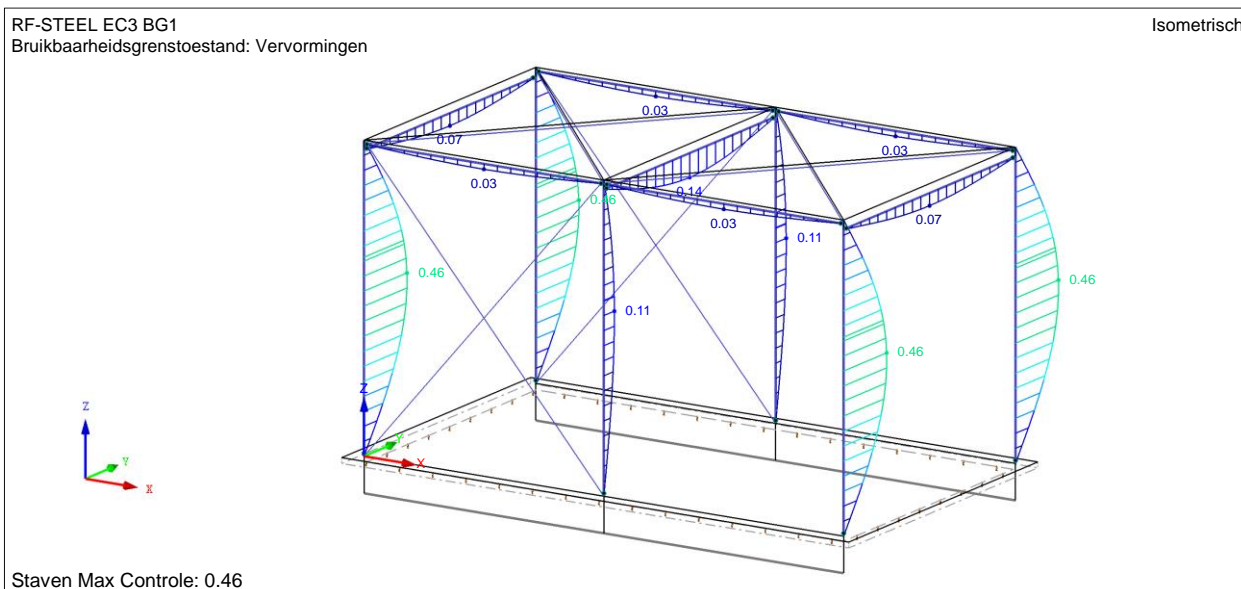 RF-STEEL EC3 BG1
Isometrisch
Bruikbaarheidsgrenstoestand: Vervormingen
0.03
0.07
0.03
0.03
0.14
0.46
0.03
0.07
0.11
0.46
0.46
0.11
0.46
Z
Z
Y
X
Y
X
Staven Max Controle: 0.46